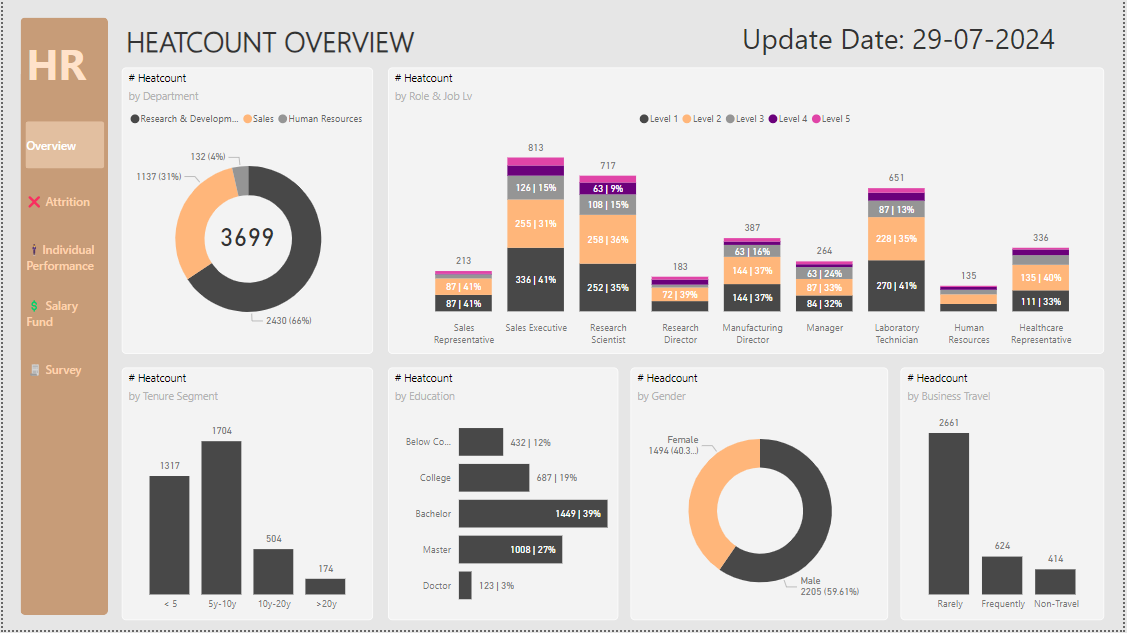 HR
Overview
❌ Attrition
Individual
Performance
Salary
Fund
Survey
HEATCOUNT OVERVIEW
Update Date: 29-07-2024
# Heatcount
by Department
Research & Developm... Sales Human Resources
132 (4%)
1137 (31%)
3699
2430 (66%)
# Heatcount
by Role & Job Lv
Level 1 Level 2 Level 3 Level 4 Level 5
213
87 | 41%
87 | 41%
Sales
Representative
813
126 | 15%
255 | 31%
336 | 41%
Sales Executive
717
63 | 9%
108 | 15%
258 | 36%
252 | 35%
Research
Scientist
183
72 | 39%
Research
Director
387
63 | 16%
144 | 37%
144 | 37%
Manufacturing
Director
264
63 | 24%
87 | 33%
84 | 32%
Manager
651
87 | 13%
228 | 35%
270 | 41%
Laboratory
Technician
135
Human
Resources
336
135 | 40%
111 | 33%
Healthcare
Representative
# Heatcount
by Tenure Segment
1317
1704
504
174
< 5 5y-10y 10y-20y >20y
# Heatcount
by Education
Below Co... 432 | 12%
College 687 | 19%
Bachelor 1449 | 39%
Master 1008 | 27%
Doctor 123 | 3%
# Headcount
by Gender
Female
1494 (40.3...)
Male
2205 (59.61%)
# Headcount
by Business Travel
2661
624
414
Rarely Frequently Non-Travel